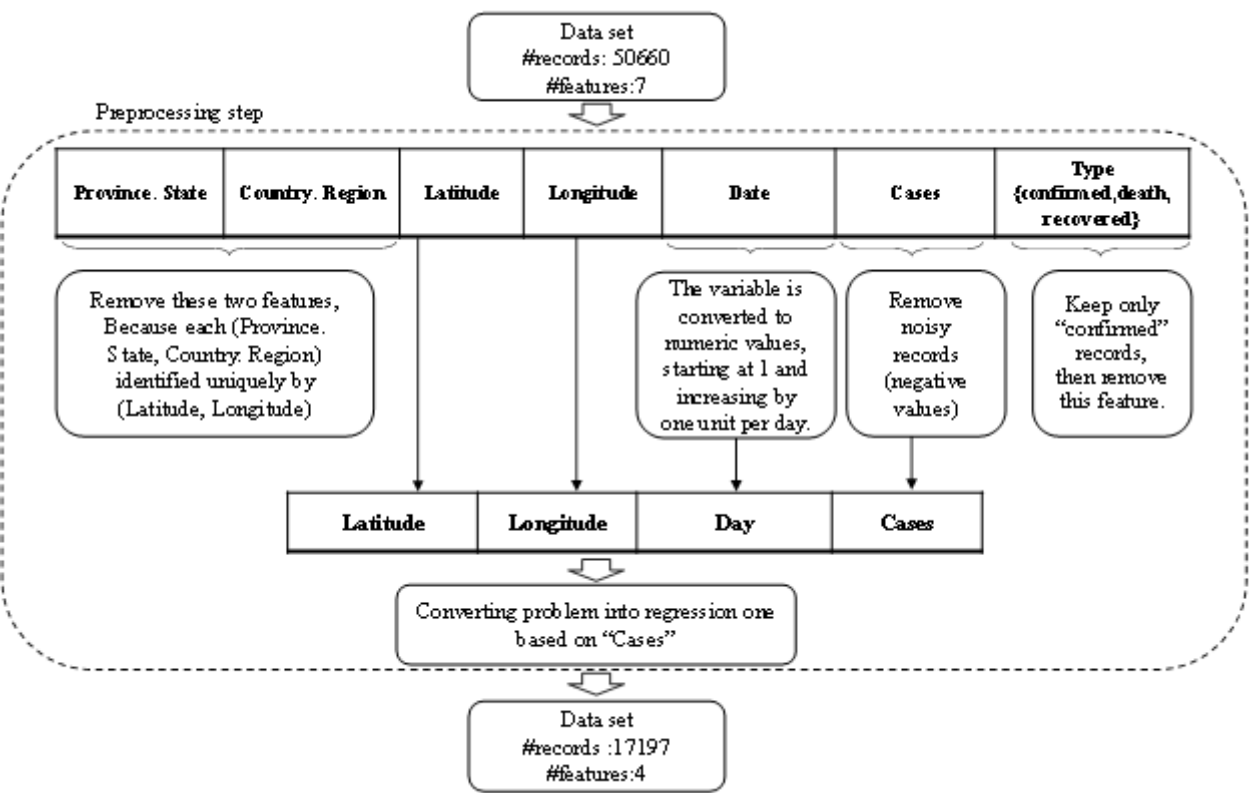 Data set
#records: 50660
#features:7
Preprocessing step
Province. State
Country. Region
Latitude
Longitude
Date
Cases
Type
{confirmed,death,
recovered}
Remove these two features,
Because each (Province.
State, Country. Region)
identified uniquely by
(Latitude, Longitude)
The variable is
converted to
numeric values,
starting at 1 and
increasing by
one unit per day.
Remove
noisy
records
(negative
values)
Keep only
“confirmed”
records,
then remove
this feature.
Latitude
Longitude
Day
Cases
Converting problem into regression one
based on “Cases”
Data set
#records :17197
#features:4